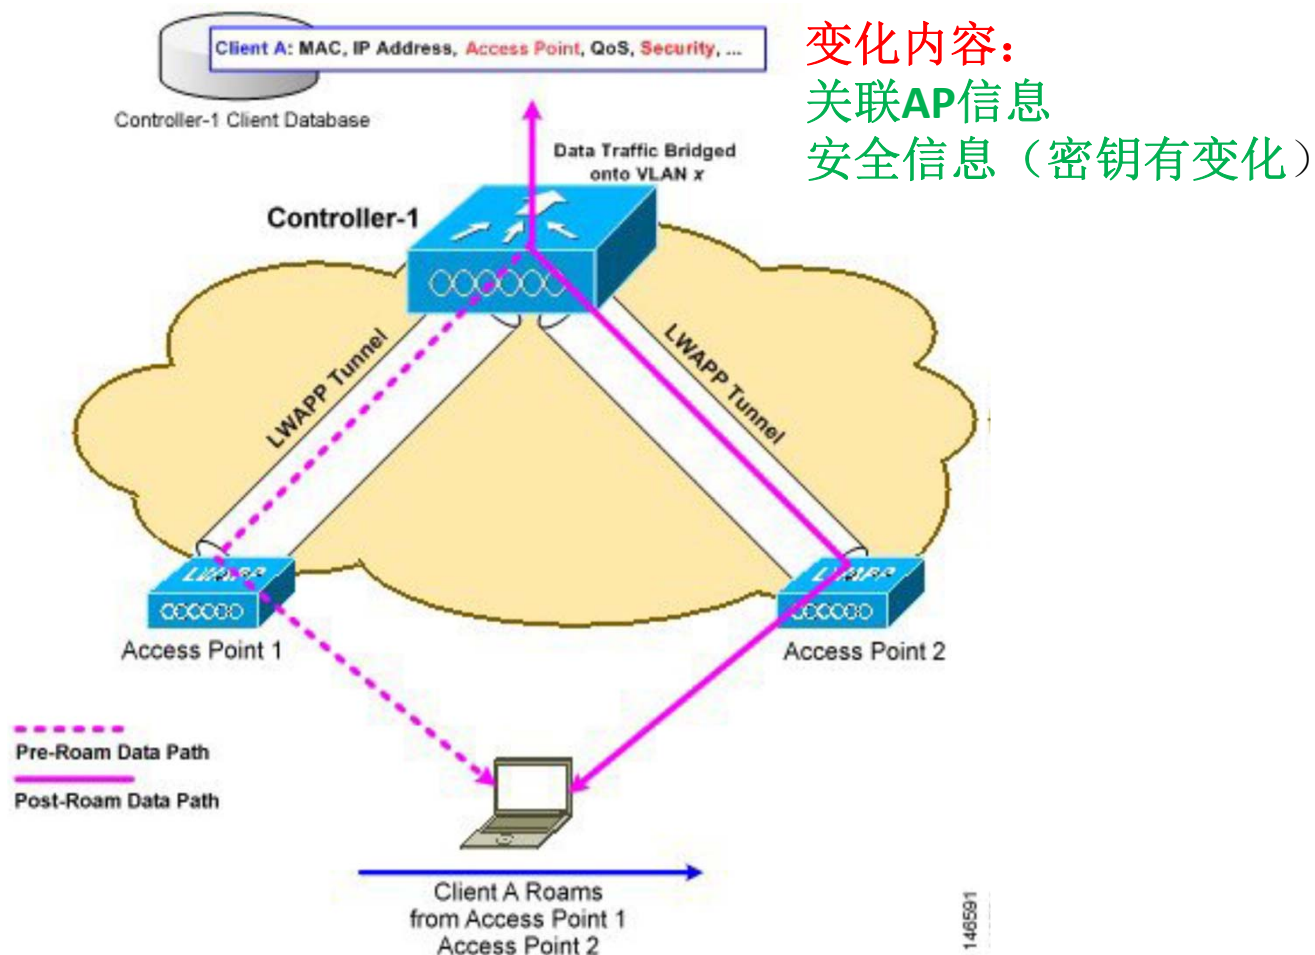 Client A: MAC, IP Address, Access Point, QoS, Security, ...
Controller-1 Client Database
变化内容：
关联AP信息
安全信息（密钥有变化）
Data Traffic Bridged
onto VLAN x
Controller-1
LWAPP Tunnel
LWAPP Tunnel
LWAPP
Access Point 1
LWAPP
Access Point 2
Pre-Roam Data Path
Post-Roam Data Path
Client A Roams
from Access Point 1
Access Point 2
146591